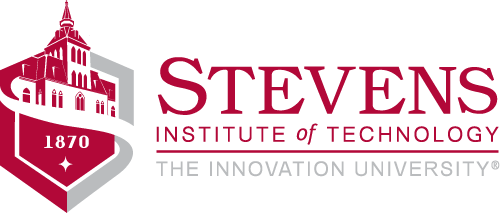 1870
STEVENS
INSTITUTE of TECHNOLOGY
THE INNOVATION UNIVERSITY®